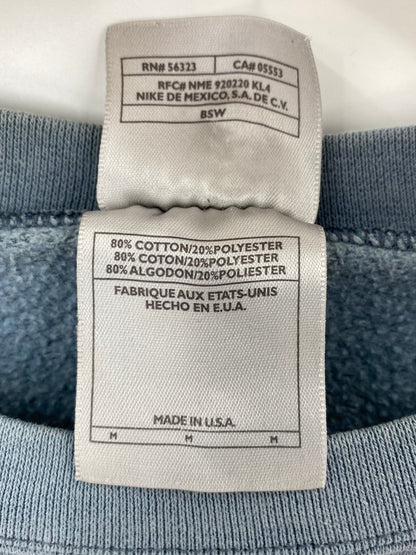 RN# 56323 CA# 05553
RFC# NME 920220 KL4
NIKE DE MEXICO, S.A. DE C.V.
BSW
80% COTTON/20%POLYESTER
80% COTON/20%POLYESTER
80% ALGODON/20%POLIESTER
FABRIQUE AUX ETATS-UNIS
HECHO EN E.U.A.
MADE IN U.S.A.
M M M